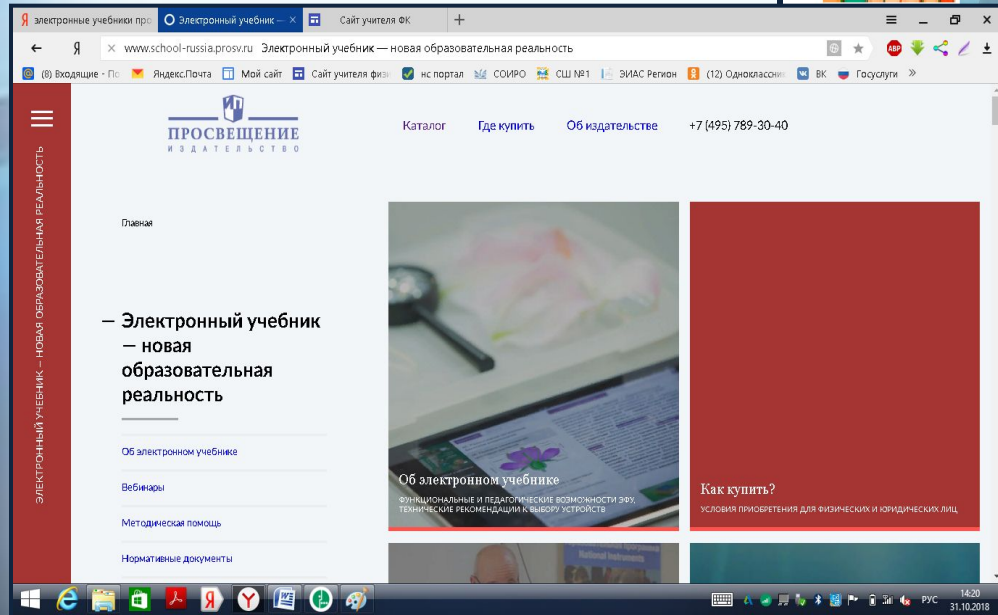 электронные учебники про
Электронный учебник —
Сайт учителя ФК
www.school-russia.prosv.ru Электронный учебник — новая образовательная реальность
(8) Входящие - По
Яндекс.Почта
Мой сайт
Сайт учителя физи
нс портал
СОИРО
СШ №1
ЭИАС Регион
(12) Одноклассник
ВК
Госуслуги
ПРОСВЕЩЕНИЕ
ИЗДАТЕЛЬСТВО
Каталог
Где купить
Об издательстве
+7 (495) 789-30-40
ЭЛЕКТРОННЫЙ УЧЕБНИК — НОВАЯ ОБРАЗОВАТЕЛЬНАЯ РЕАЛЬНОСТЬ
Главная
— Электронный учебник
— новая
образовательная
реальность
Об электронном учебнике
Вебинары
Методическая помощь
Нормативные документы
Об электронном учебнике
ФУНКЦИОНАЛЬНЫЕ И ПЕДАГОГИЧЕСКИЕ ВОЗМОЖНОСТИ ЭФУ,
ТЕХНИЧЕСКИЕ РЕКОМЕНДАЦИИ К ВЫБОРУ УСТРОЙСТВ
Как купить?
УСЛОВИЯ ПРИОБРЕТЕНИЯ ДЛЯ ФИЗИЧЕСКИХ И ЮРИДИЧЕСКИХ ЛИЦ
National Instruments
РУС
14:20
31.10.2018